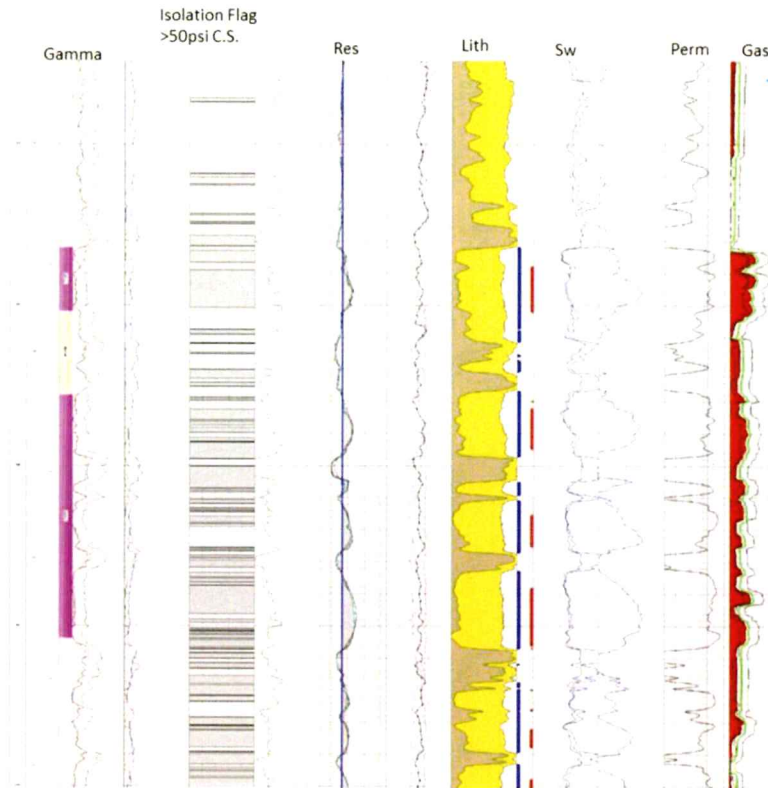 Isolation Flag
>50psi C.S.
Gamma
Res
Lith
Sw
Perm
Gas